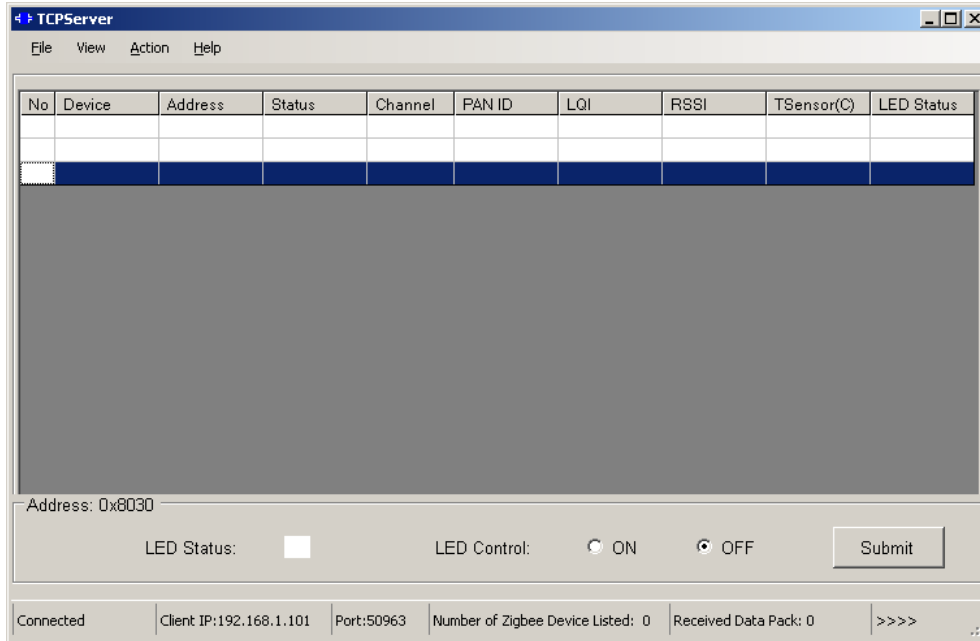 TCPServer
File View Action Help
No Device Address Status Channel PAN ID LQI RSSI TSensor(C) LED Status
Address: 0x8030
LED Status: LED Control: ON OFF Submit
Connected Client IP:192.168.1.101 Port:50963 Number of Zigbee Device Listed: 0 Received Data Pack: 0 >>>>